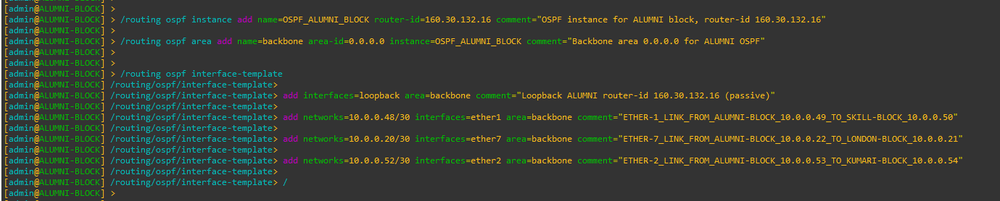 [admin@ALUMNI-BLOCK] >
[admin@ALUMNI-BLOCK] > /routing ospf instance add name=OSPF_ALUMNI_BLOCK router-id=160.30.132.16 comment="OSPF instance for ALUMNI block, router-id 160.30.132.16"
[admin@ALUMNI-BLOCK] >
[admin@ALUMNI-BLOCK] > /routing ospf area add name=backbone area-id=0.0.0.0 instance=OSPF_ALUMNI_BLOCK comment="Backbone area 0.0.0.0 for ALUMNI OSPF"
[admin@ALUMNI-BLOCK] >
[admin@ALUMNI-BLOCK] >
[admin@ALUMNI-BLOCK] > /routing ospf interface-template
[admin@ALUMNI-BLOCK] /routing/ospf/interface-template>
[admin@ALUMNI-BLOCK] /routing/ospf/interface-template> add interfaces=loopback area=backbone comment="Loopback ALUMNI router-id 160.30.132.16 (passive)"
[admin@ALUMNI-BLOCK] /routing/ospf/interface-template>
[admin@ALUMNI-BLOCK] /routing/ospf/interface-template> add networks=10.0.0.48/30 interfaces=ether1 area=backbone comment="ETHER-1_LINK_FROM_ALUMNI-BLOCK_10.0.0.49_TO_SKILL-BLOCK_10.0.0.50"
[admin@ALUMNI-BLOCK] /routing/ospf/interface-template>
[admin@ALUMNI-BLOCK] /routing/ospf/interface-template> add networks=10.0.0.20/30 interfaces=ether7 area=backbone comment="ETHER-7_LINK_FROM_ALUMNI-BLOCK_10.0.0.22_TO_LONDON-BLOCK_10.0.0.21"
[admin@ALUMNI-BLOCK] /routing/ospf/interface-template>
[admin@ALUMNI-BLOCK] /routing/ospf/interface-template> add networks=10.0.0.52/30 interfaces=ether2 area=backbone comment="ETHER-2_LINK_FROM_ALUMNI-BLOCK_10.0.0.53_TO_KUMARI-BLOCK_10.0.0.54"
[admin@ALUMNI-BLOCK] /routing/ospf/interface-template>
[admin@ALUMNI-BLOCK] /routing/ospf/interface-template> /
[admin@ALUMNI-BLOCK] >